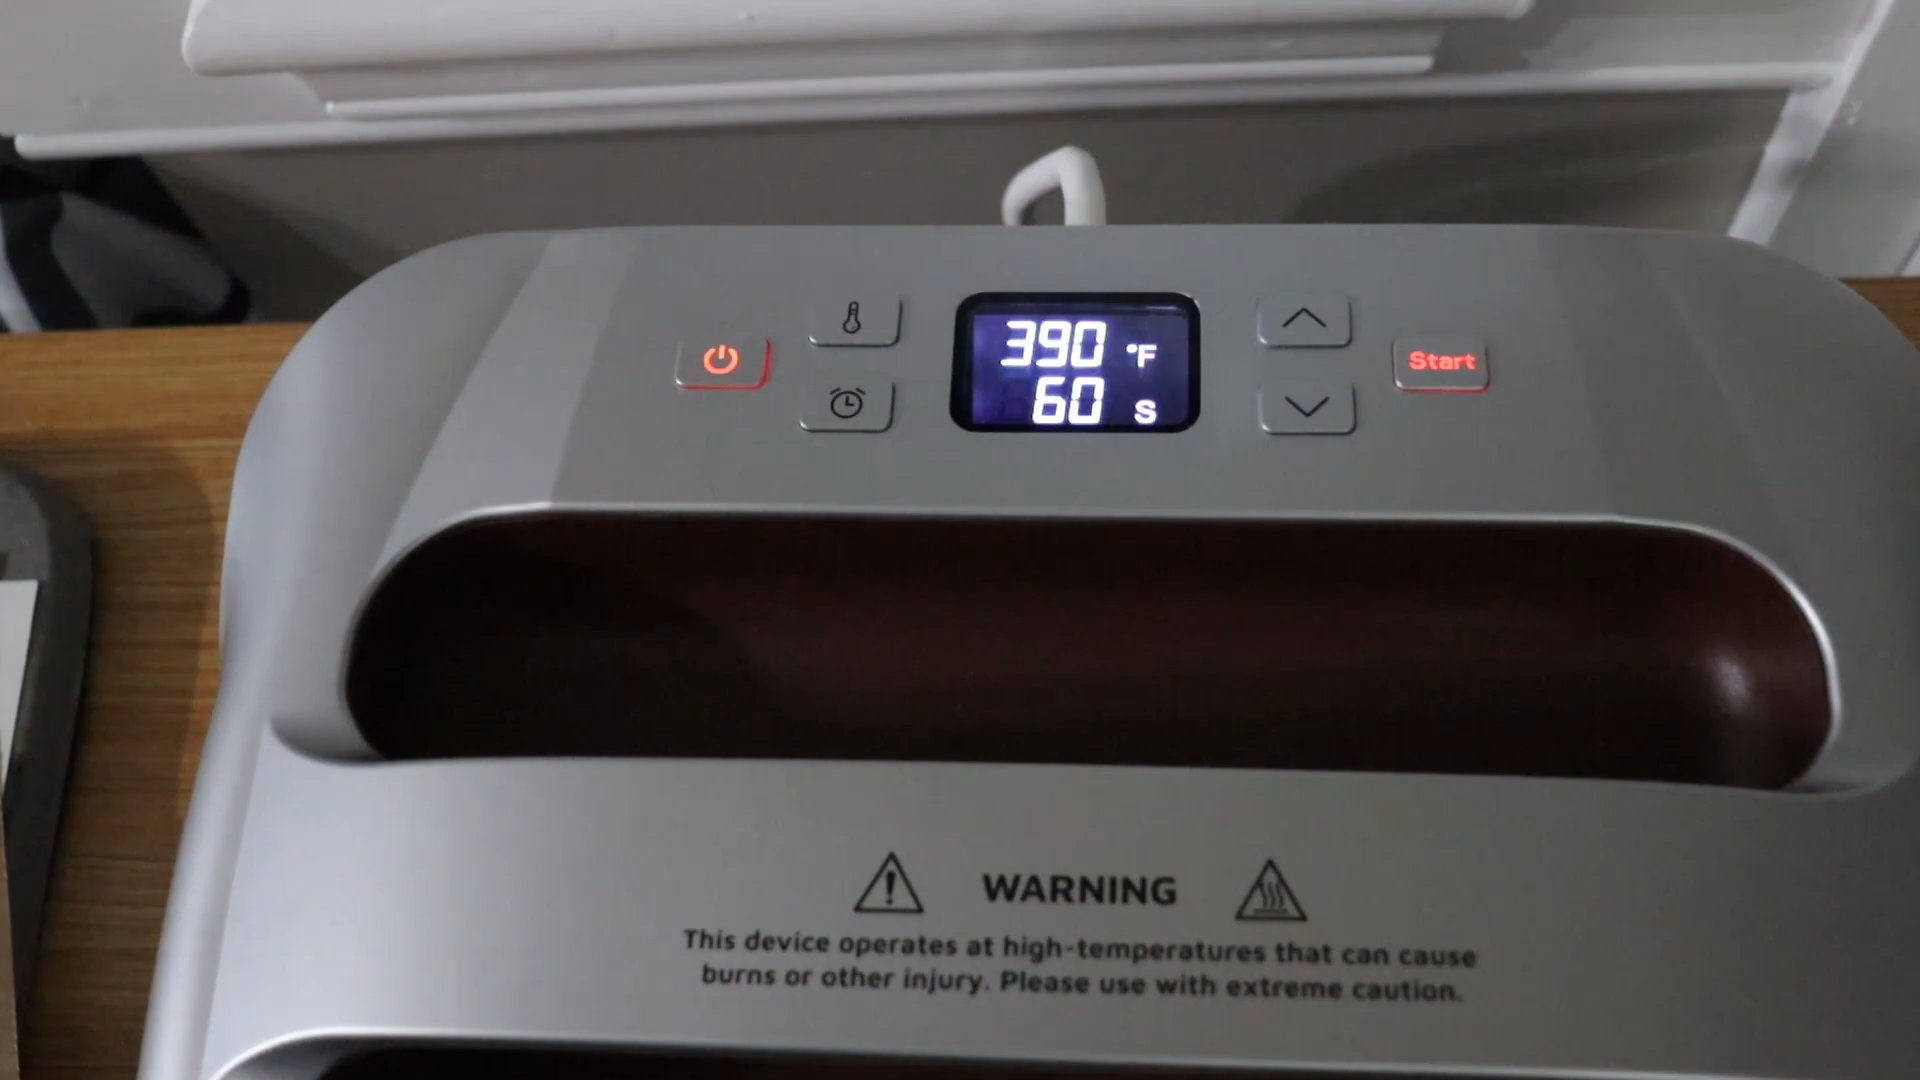 390 °F
60 S
Start
WARNING
This device operates at high-temperatures that can cause
burns or other injury. Please use with extreme caution.